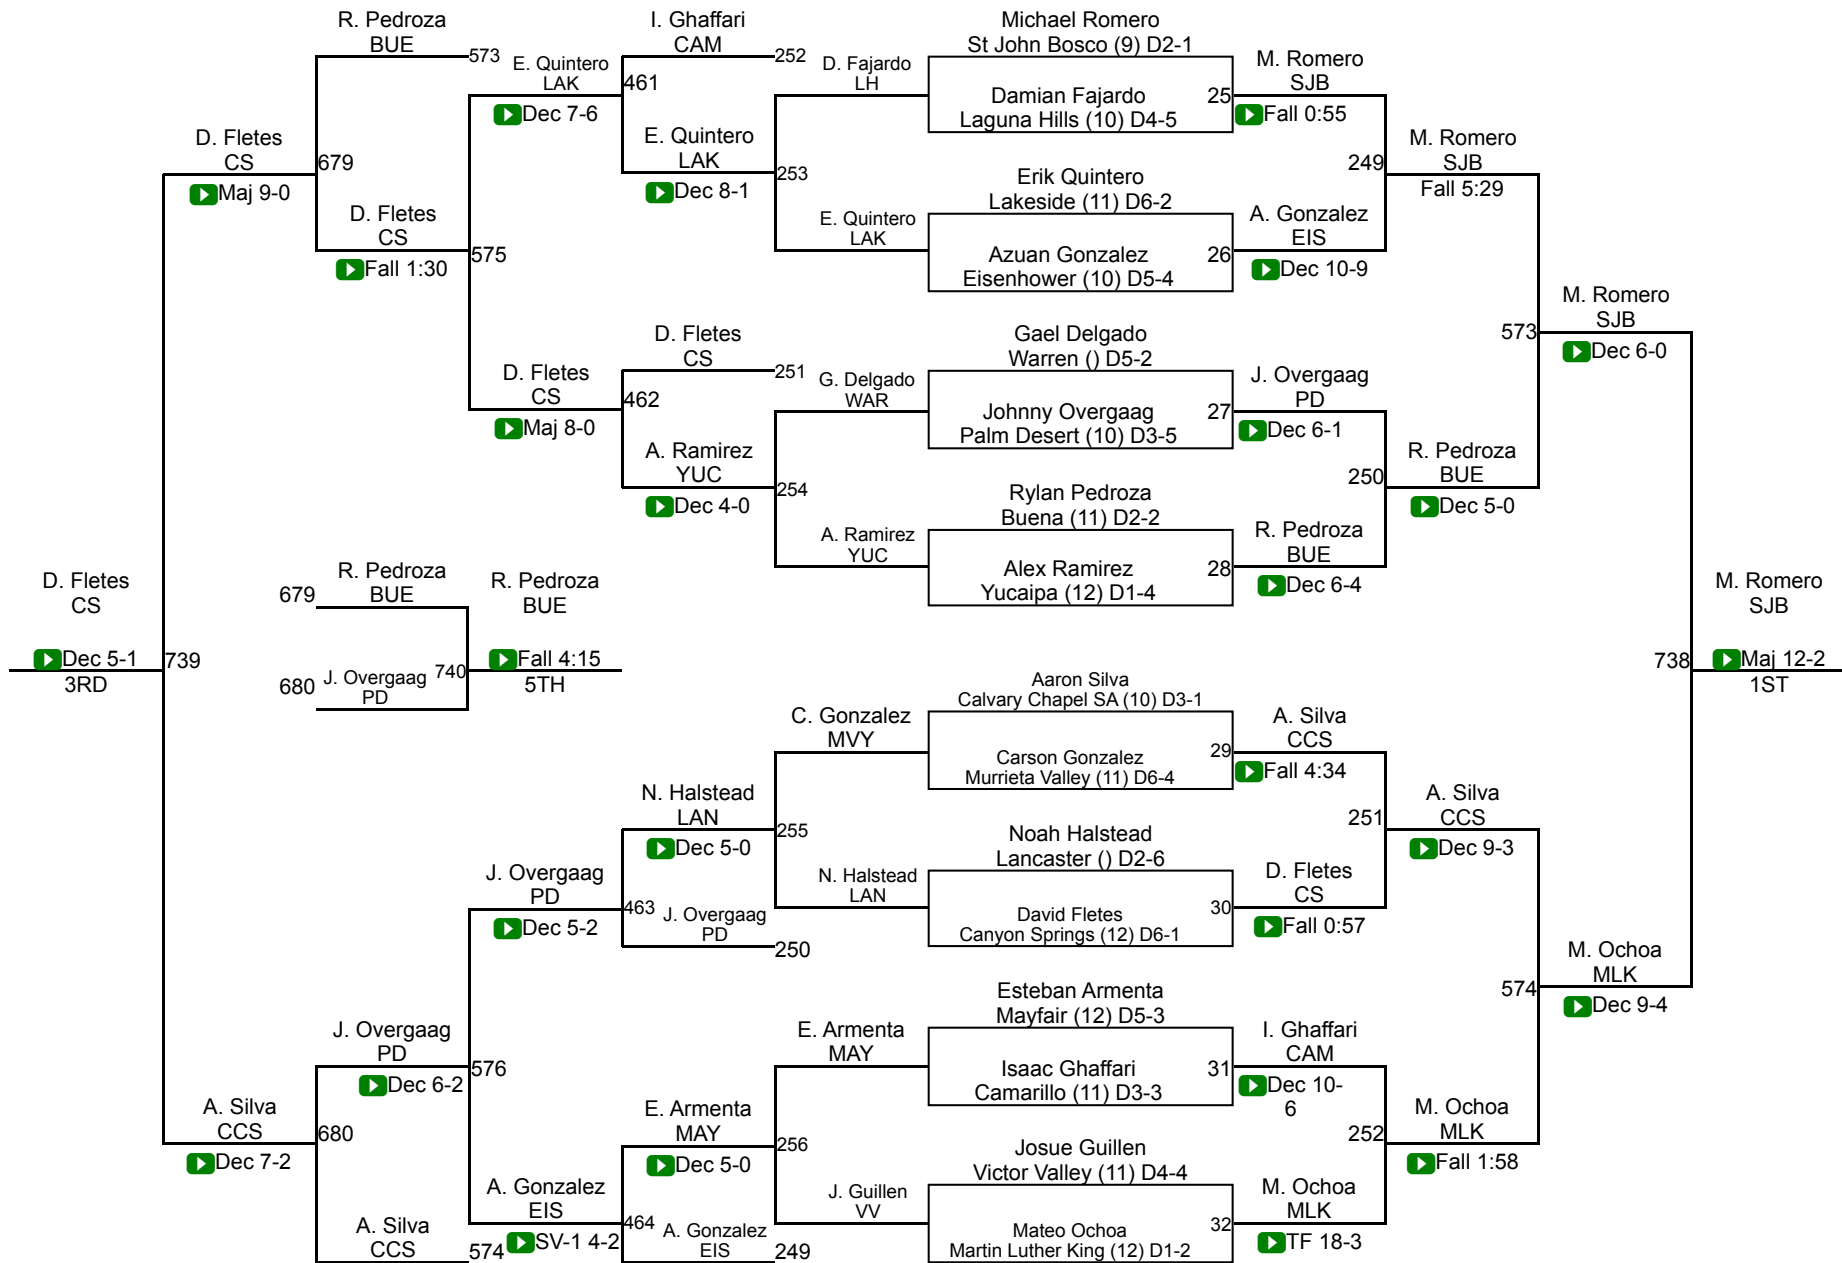 R. Pedroza
BUE
573
I. Ghaffari
CAM
252
Michael Romero
St John Bosco (9) D2-1
E. Quintero
LAK
461
Dec 7-6
D. Fajardo
LH
Damian Fajardo
Laguna Hills (10) D4-5
25
M. Romero
SJB
Fall 0:55
D. Fletes
CS
679
Maj 9-0
E. Quintero
LAK
253
Dec 8-1
249
M. Romero
SJB
Fall 5:29
Erik Quintero
Lakeside (11) D6-2
D. Fletes
CS
575
Fall 1:30
E. Quintero
LAK
Azuan Gonzalez
Eisenhower (10) D5-4
26
A. Gonzalez
EIS
Dec 10-9
M. Romero
SJB
573
Dec 6-0
D. Fletes
CS
251
Gael Delgado
Warren () D5-2
D. Fletes
CS
462
Maj 8-0
G. Delgado
WAR
Johnny Overgaag
Palm Desert (10) D3-5
27
J. Overgaag
PD
Dec 6-1
A. Ramirez
YUC
254
Dec 4-0
250
R. Pedroza
BUE
Dec 5-0
Rylan Pedroza
Buena (11) D2-2
A. Ramirez
YUC
Alex Ramirez
Yucaipa (12) D1-4
28
R. Pedroza
BUE
Dec 6-4
D. Fletes
CS
Dec 5-1
739
3RD
679
R. Pedroza
BUE
680
J. Overgaag
PD
740
R. Pedroza
BUE
Fall 4:15
5TH
M. Romero
SJB
738
Maj 12-2
1ST
Aaron Silva
Calvary Chapel SA (10) D3-1
C. Gonzalez
MVY
Carson Gonzalez
Murrieta Valley (11) D6-4
29
A. Silva
CCS
Fall 4:34
N. Halstead
LAN
255
Dec 5-0
251
A. Silva
CCS
Dec 9-3
Noah Halstead
Lancaster () D2-6
J. Overgaag
PD
Dec 5-2
463
J. Overgaag
PD
250
N. Halstead
LAN
David Fletes
Canyon Springs (12) D6-1
30
D. Fletes
CS
Fall 0:57
574
M. Ochoa
MLK
Dec 9-4
Esteban Armenta
Mayfair (12) D5-3
J. Overgaag
PD
576
Dec 6-2
E. Armenta
MAY
Isaac Ghaffari
Camarillo (11) D3-3
31
I. Ghaffari
CAM
Dec 10-
6
A. Silva
CCS
680
Dec 7-2
E. Armenta
MAY
256
Dec 5-0
252
M. Ochoa
MLK
Fall 1:58
Josue Guillen
Victor Valley (11) D4-4
A. Silva
CCS
574
A. Gonzalez
EIS
SV-1 4-2
464
A. Gonzalez
EIS
249
J. Guillen
VV
Mateo Ochoa
Martin Luther King (12) D1-2
32
M. Ochoa
MLK
TF 18-3